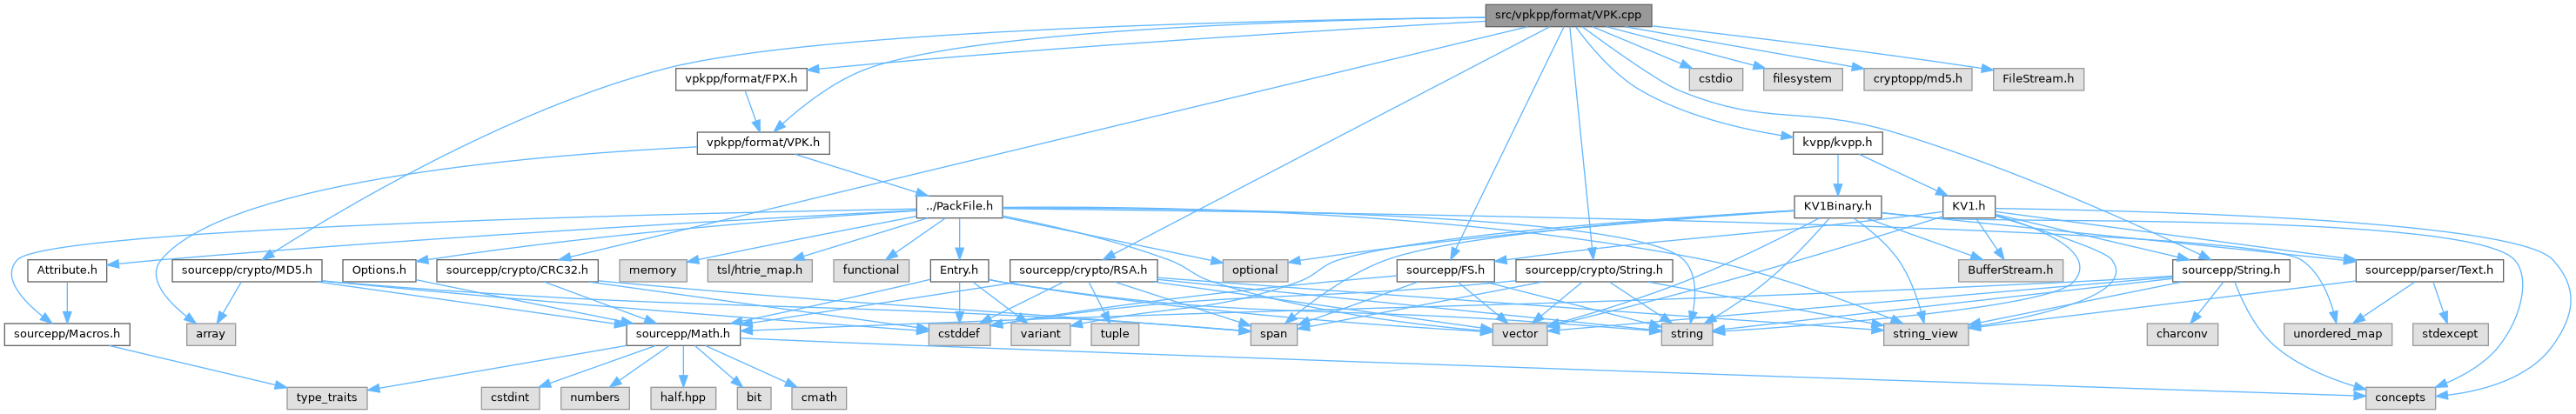 src/vpkpp/format/VPK.cpp
vpkpp/format/FPX.h
cstdio
filesystem
cryptopp/md5.h
FileStream.h
vpkpp/format/VPK.h
kvpp/kvpp.h
../PackFile.h
KV1Binary.h
KV1.h
Attribute.h
sourcepp/crypto/MD5.h
Options.h
sourcepp/crypto/CRC32.h
memory
tsl/htrie_map.h
functional
Entry.h
sourcepp/crypto/RSA.h
optional
sourcepp/FS.h
sourcepp/crypto/String.h
BufferStream.h
sourcepp/String.h
sourcepp/parser/Text.h
sourcepp/Macros.h
array
sourcepp/Math.h
cstddef
variant
tuple
span
vector
string
string_view
charconv
unordered_map
stdexcept
type_traits
cstdint
numbers
half.hpp
bit
cmath
concepts